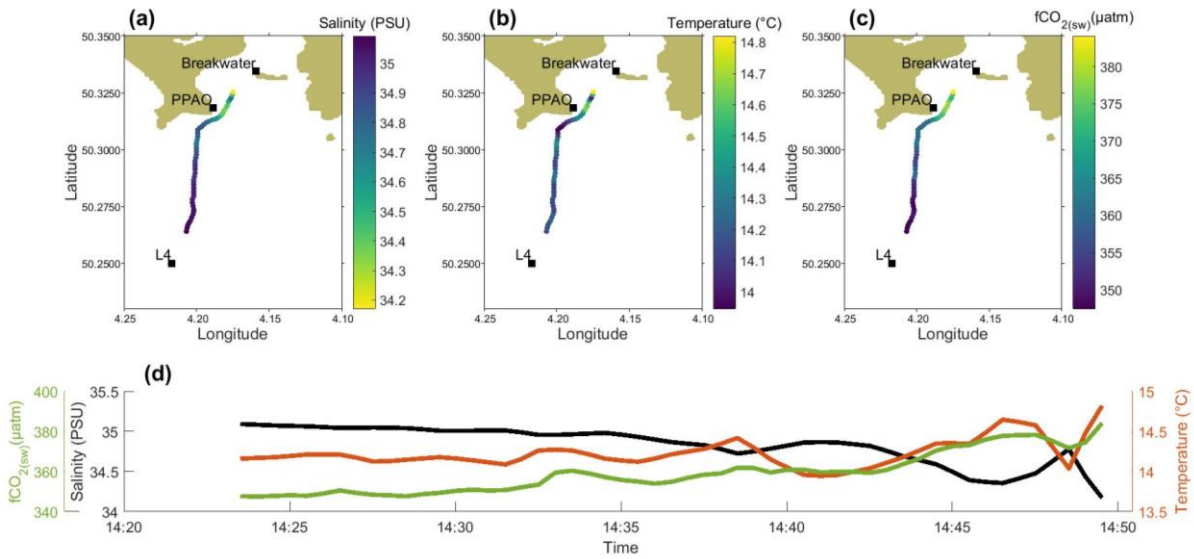 (a)
Salinity (PSU)
50.3500
50.3250
50.3000
50.2750
50.2500
Latitude
Breakwater
PPAO
L4
4.25
4.20
4.15
4.10
Longitude
35
34.9
34.8
34.7
34.6
34.5
34.4
34.3
34.2
(b)
Temperature (°C)
50.3500
50.3250
50.3000
50.2750
50.2500
Latitude
Breakwater
PPAO
L4
4.25
4.20
4.15
4.10
Longitude
14.8
14.7
14.6
14.5
14.4
14.3
14.2
14.1
14
(c)
fCO2(sw)(µatm)
50.3500
50.3250
50.3000
50.2750
50.2500
Latitude
Breakwater
PPAO
L4
4.25
4.20
4.15
4.10
Longitude
380
375
370
365
360
355
350
(d)
fCO2(sw)(µatm)
400
380
360
340
Salinity (PSU)
35.5
35
34.5
34
15
14.5
14
13.5
Temperature (°C)
14:20
14:25
14:30
14:35
14:40
14:45
14:50
Time